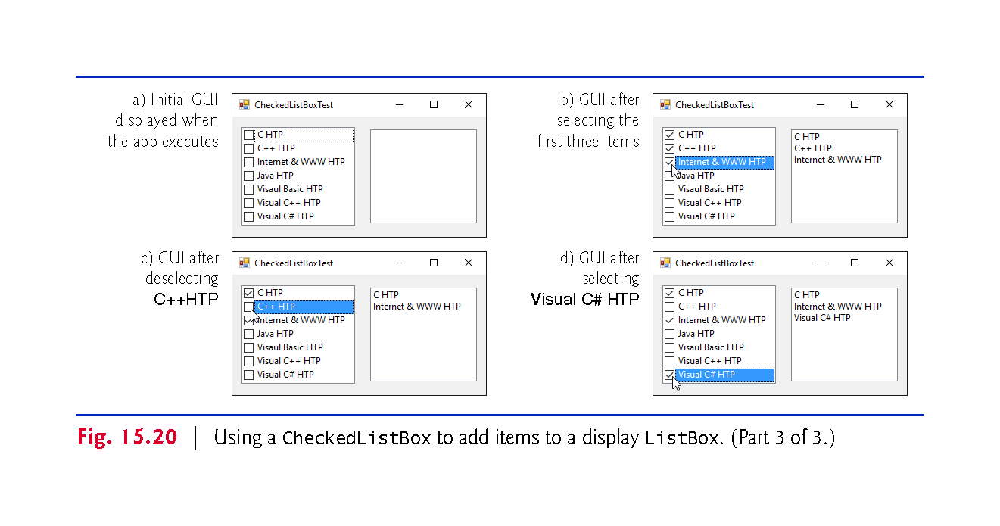 a) Initial GUI
displayed when
the app executes
CheckedListBoxTest
C HTP
C++ HTP
Internet & WWW HTP
Java HTP
Visaul Basic HTP
Visual C++ HTP
Visual C# HTP
b) GUI after
selecting the
first three items
CheckedListBoxTest
C HTP
C++ HTP
Internet & WWW HTP
Java HTP
Visaul Basic HTP
Visual C++ HTP
Visual C# HTP
C HTP
C++ HTP
Internet & WWW HTP
c) GUI after
deselecting
C++HTP
CheckedListBoxTest
C HTP
C++ HTP
Internet & WWW HTP
Java HTP
Visaul Basic HTP
Visual C++ HTP
Visual C# HTP
C HTP
Internet & WWW HTP
d) GUI after
selecting
Visual C# HTP
CheckedListBoxTest
C HTP
C++ HTP
Internet & WWW HTP
Java HTP
Visaul Basic HTP
Visual C++ HTP
Visual C# HTP
C HTP
Internet & WWW HTP
Visual C# HTP
Fig. 15.20 | Using a CheckedListBox to add items to a display ListBox. (Part 3 of 3.)